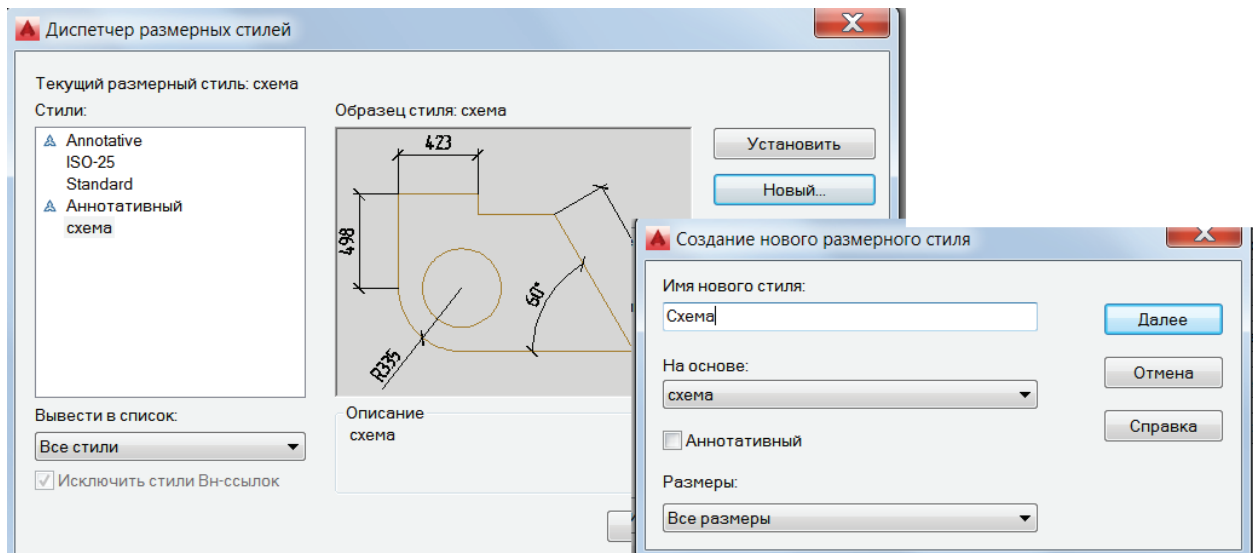 Диспетчер размерных стилей
Текущий размерный стиль: схема
Стили:
Annotative
ISO-25
Standard
Аннотативный
схема
Вывести в список:
Все стили
Исключить стили Вн-ссылок
Образец стиля: схема
423
498
60°
R335
Описание
схема
Установить
Новый...
Создание нового размерного стиля
Имя нового стиля:
Схема
На основе:
схема
Аннотативный
Размеры:
Все размеры
Далее
Отмена
Справка